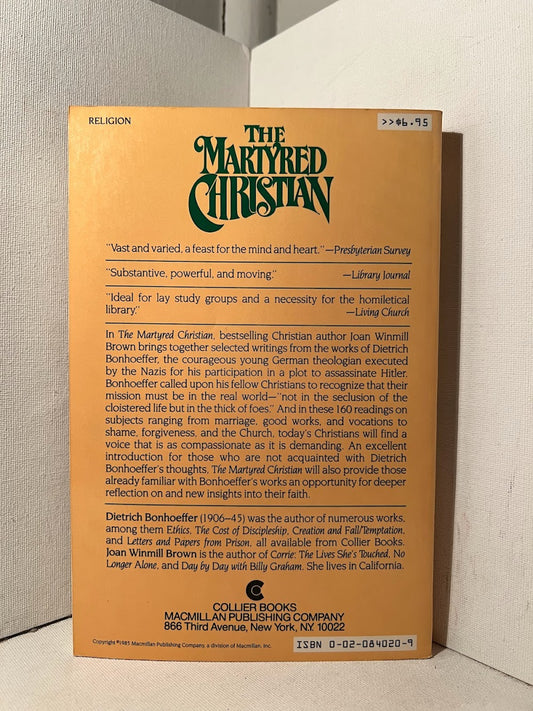 RELIGION
>>$6.95
THE
MARTYRED
CHRISTIAN
"Vast and varied, a feast for the mind and heart."—Presbyterian Survey
"Substantive, powerful, and moving." —Library Journal
"Ideal for lay study groups and a necessity for the homiletical
library." —Living Church
In The Martyred Christian, bestselling Christian author Joan Winmill
Brown brings together selected writings from the works of Dietrich
Bonhoeffer, the courageous young German theologian executed
by the Nazis for his participation in a plot to assassinate Hitler.
Bonhoeffer called upon his fellow Christians to recognize that their
mission must be in the real world—"not in the seclusion of the
cloistered life but in the thick of foes." And in these 160 readings on
subjects ranging from marriage, good works, and vocations to
shame, forgiveness, and the Church, today's Christians will find a
voice that is as compassionate as it is demanding. An excellent
introduction for those who are not acquainted with Dietrich
Bonhoeffer's thoughts, The Martyred Christian will also provide those
already familiar with Bonhoeffer's works an opportunity for deeper
reflection on and new insights into their faith.
Dietrich Bonhoeffer (1906–45) was the author of numerous works,
among them Ethics, The Cost of Discipleship, Creation and Fall/Temptation,
and Letters and Papers from Prison, all available from Collier Books.
Joan Winmill Brown is the author of Corrie: The Lives She's Touched, No
Longer Alone, and Day by Day with Billy Graham. She lives in California.
COLLIER BOOKS
MACMILLAN PUBLISHING COMPANY
866 Third Avenue, New York, N.Y. 10022
Copyright © 1985 Macmillan Publishing Company, a division of Macmillan, Inc.
ISBN 0-02-084020-9